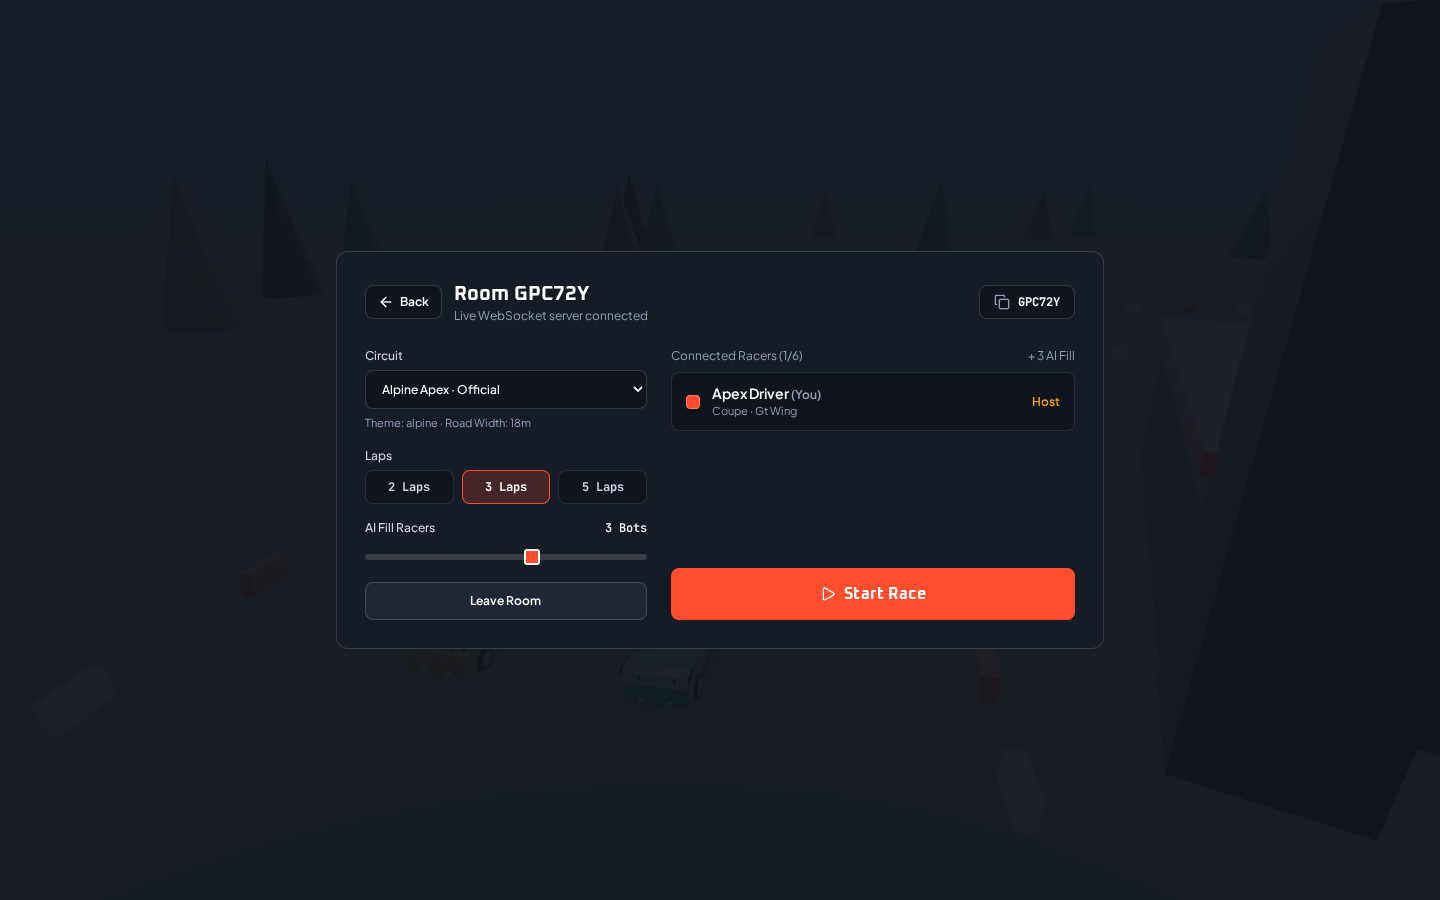 Back
Room GPC72Y
Live WebSocket server connected
GPC72Y
Circuit
Alpine Apex · Official
Theme: alpine · Road Width: 18m
Laps
2 Laps
3 Laps
5 Laps
AI Fill Racers
3 Bots
Leave Room
Connected Racers (1/6)
+ 3 AI Fill
Apex Driver (You)
Coupe · Gt Wing
Host
Start Race